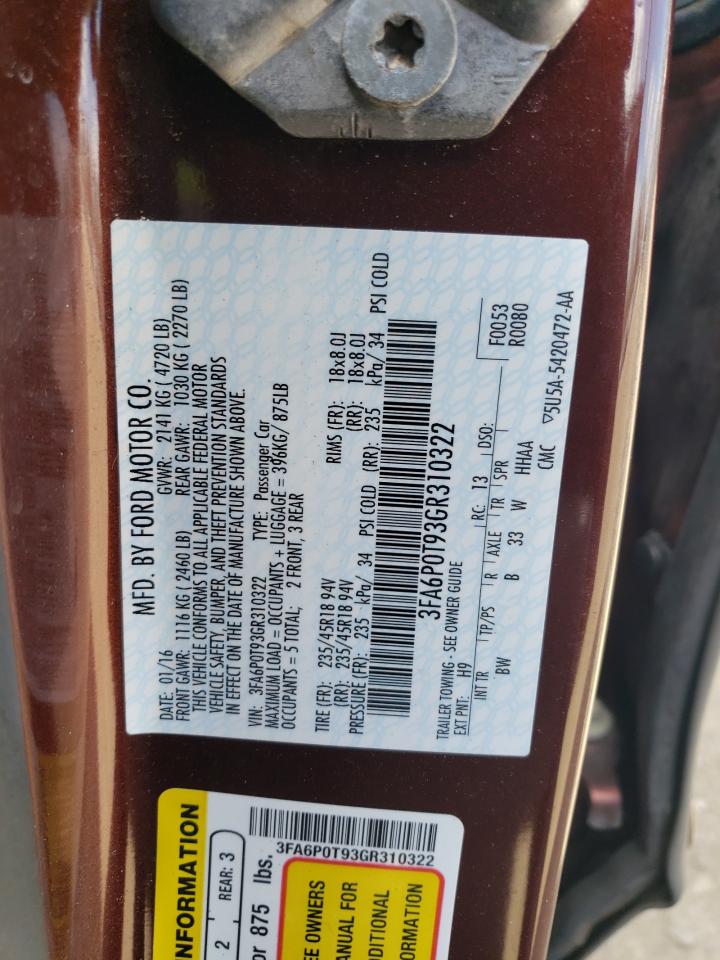 MFD. BY FORD MOTOR CO.
DATE: 01/16 GVWR: 2141 KG ( 4720 LB)
FRONT GAWR: 1116 KG (2460 LB) REAR GAWR: 1030 KG ( 2270 LB)
THIS VEHICLE CONFORMS TO ALL APPLICABLE FEDERAL MOTOR
VEHICLE SAFETY, BUMPER, AND THEFT PREVENTION STANDARDS
IN EFFECT ON THE DATE OF MANUFACTURE SHOWN ABOVE.
VIN: 3FA6P0T93GR310322 TYPE: Passenger Car
MAXIMUM LOAD = OCCUPANTS + LUGGAGE = 396KG/ 875LB
OCCUPANTS = 5 TOTAL; 2 FRONT, 3 REAR
TIRE (FR): 235/45R18 94V RIMS (FR): 18x8.0J
(RR): 235/45R18 94V (RR): 18x8.0J
PRESSURE (FR): 235 kPa/ 34 PSI COLD (RR): 235 kPa/ 34 PSI COLD
3FA6P0T93GR310322
TRAILER TOWING - SEE OWNER GUIDE
EXT PNT: H9 RC: 13 DSO: F0053
R0080
INT TR TP/PS R AXLE TR SPR
BW B 33 W HHAA
CMC ▽5U5A-5420472-AA
INFORMATION
2 REAR: 3
or 875 lbs.
3FA6P0T93GR310322
EE OWNERS
ANUAL FOR
DDITIONAL
ORMATION